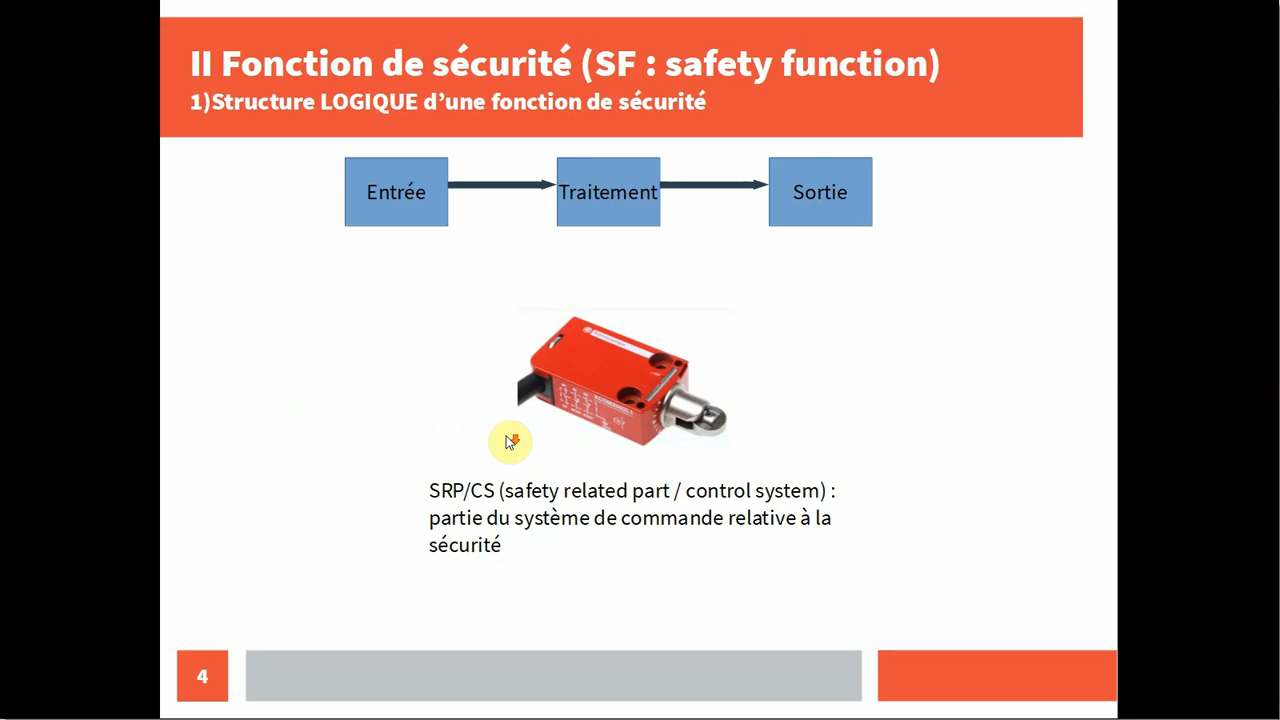 II Fonction de sécurité (SF : safety function)
1)Structure LOGIQUE d’une fonction de sécurité
Entrée
Traitement
Sortie
SRP/CS (safety related part / control system) :
partie du système de commande relative à la
sécurité
4